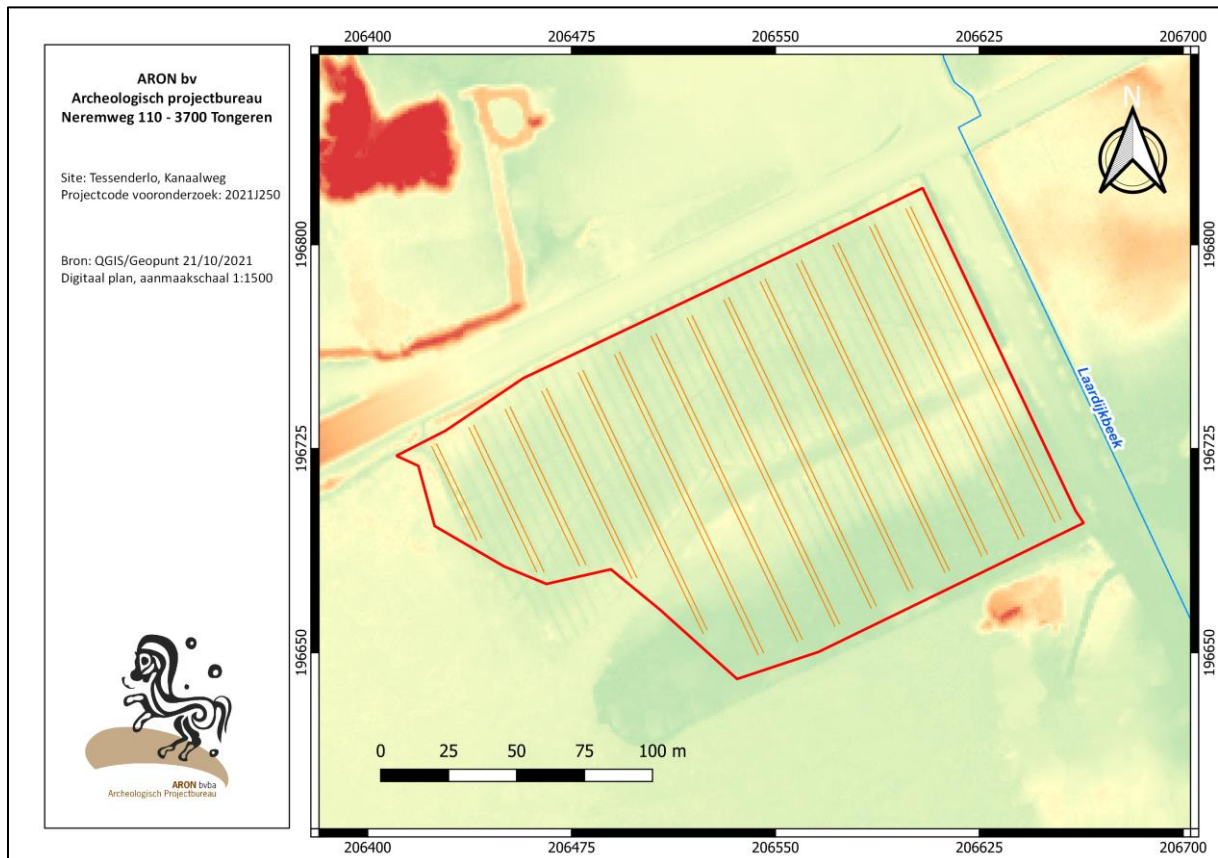 ARON bv
Archeologisch projectbureau
Neremweg 110 - 3700 Tongeren
Site: Tessenderlo, Kanaalweg
Projectcode vooronderzoek: 2021J250
Bron: QGIS/Geopunt 21/10/2021
Digitaal plan, aanmaakschaal 1:1500
ARON bvba
Archeologisch Projectbureau
206400 206475 206550 206625 206700
196800 196800
196725 196725
196650 196650
N
Laardijkbeek
0 25 50 75 100 m
206400 206475 206550 206625 206700